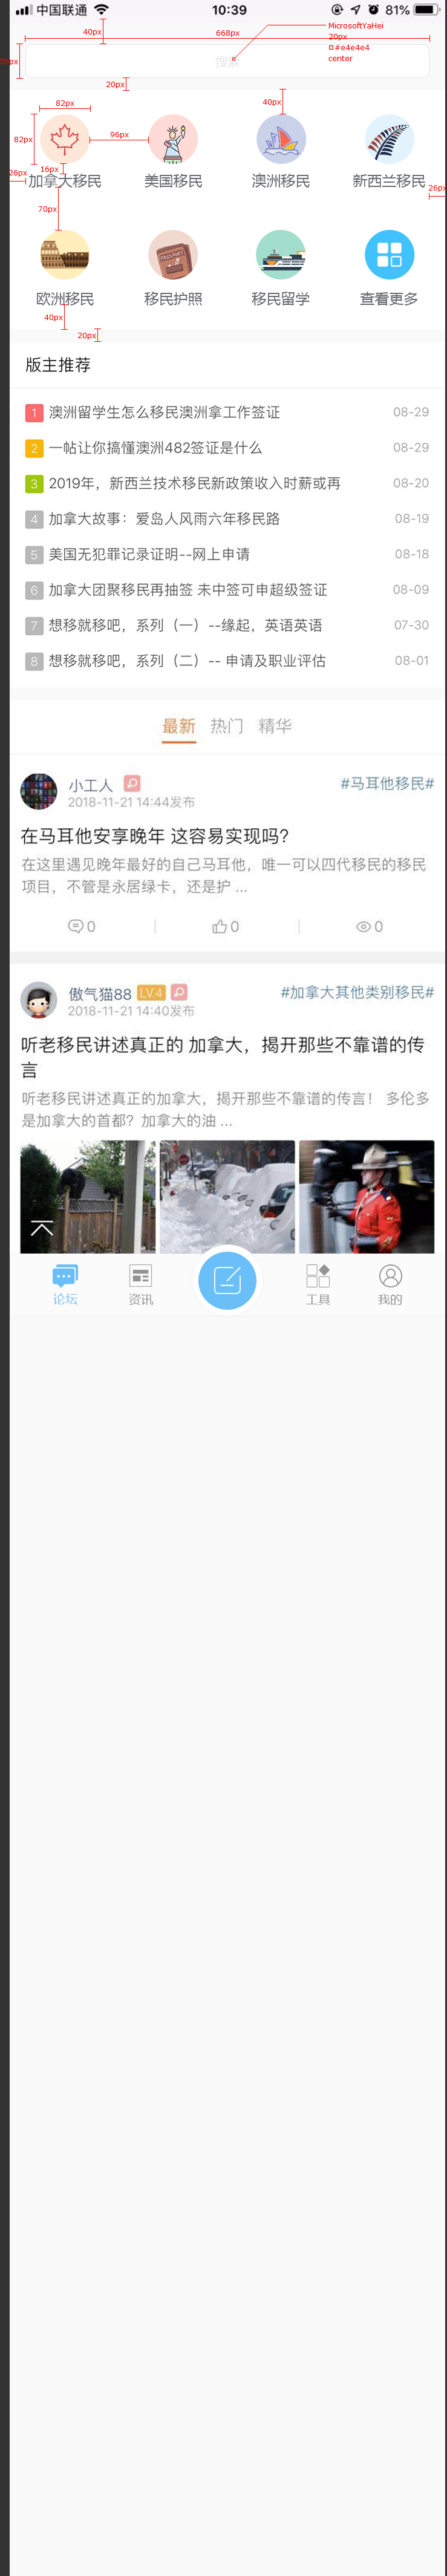 中国联通 10:39 81%
40px 668px MicrosoftYaHei
20px
#e4e4e4
center
搜索
20px
82px 40px
82px 96px
16px
26px 加拿大移民 美国移民 澳洲移民 新西兰移民 26px
70px
欧洲移民 移民护照 移民留学 查看更多
40px
20px
版主推荐
1 澳洲留学生怎么移民澳洲拿工作签证 08-29
2 一帖让你搞懂澳洲482签证是什么 08-29
3 2019年，新西兰技术移民新政策收入时薪或再 08-20
4 加拿大故事：爱岛人风雨六年移民路 08-19
5 美国无犯罪记录证明--网上申请 08-18
6 加拿大团聚移民再抽签 未中签可申超级签证 08-09
7 想移就移吧，系列（一）--缘起，英语英语 07-30
8 想移就移吧，系列（二）-- 申请及职业评估 08-01
最新 热门 精华
小工人 #马耳他移民#
2018-11-21 14:44发布
在马耳他安享晚年 这容易实现吗?
在这里遇见晚年最好的自己马耳他，唯一可以四代移民的移民
项目，不管是永居绿卡，还是护 ...
0 0 0
傲气猫88 LV.4 #加拿大其他类别移民#
2018-11-21 14:40发布
听老移民讲述真正的 加拿大，揭开那些不靠谱的传
言
听老移民讲述真正的加拿大，揭开那些不靠谱的传言！ 多伦多
是加拿大的首都？加拿大的油 ...
论坛 资讯 工具 我的